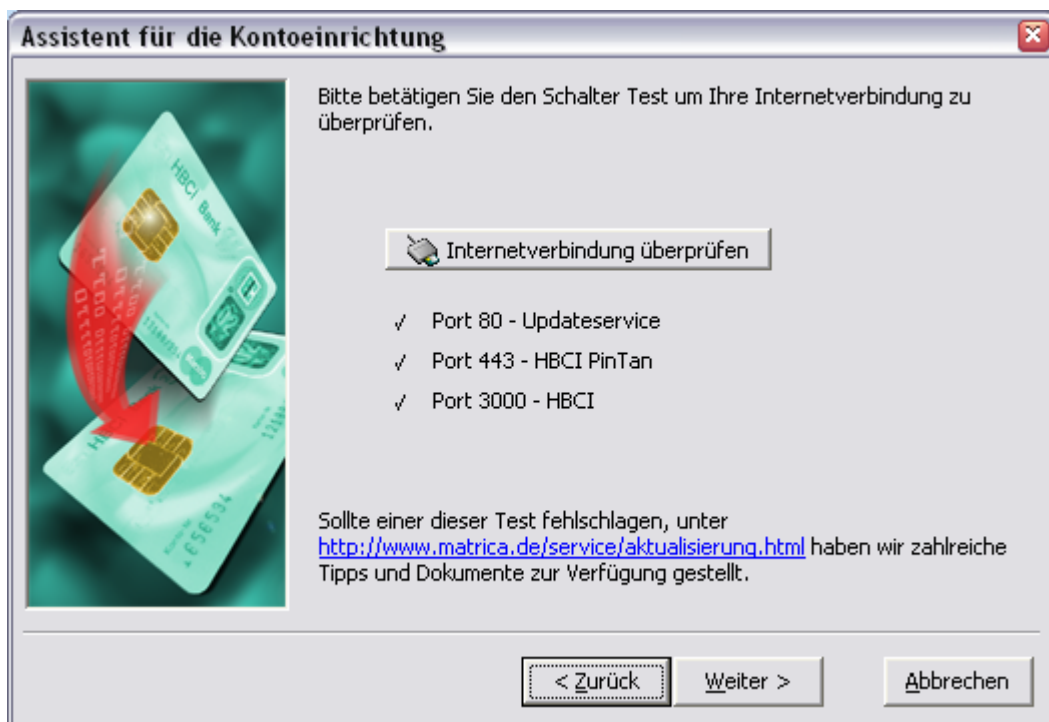 Assistent für die Kontoeinrichtung
Bitte betätigen Sie den Schalter Test um Ihre Internetverbindung zu
überprüfen.
Internetverbindung überprüfen
√ Port 80 - Updateservice
√ Port 443 - HBCI PinTan
√ Port 3000 - HBCI
Sollte einer dieser Test fehlschlagen, unter
http://www.matrica.de/service/aktualisierung.html haben wir zahlreiche
Tipps und Dokumente zur Verfügung gestellt.
< Zurück
Weiter >
Abbrechen
HBCI Bank